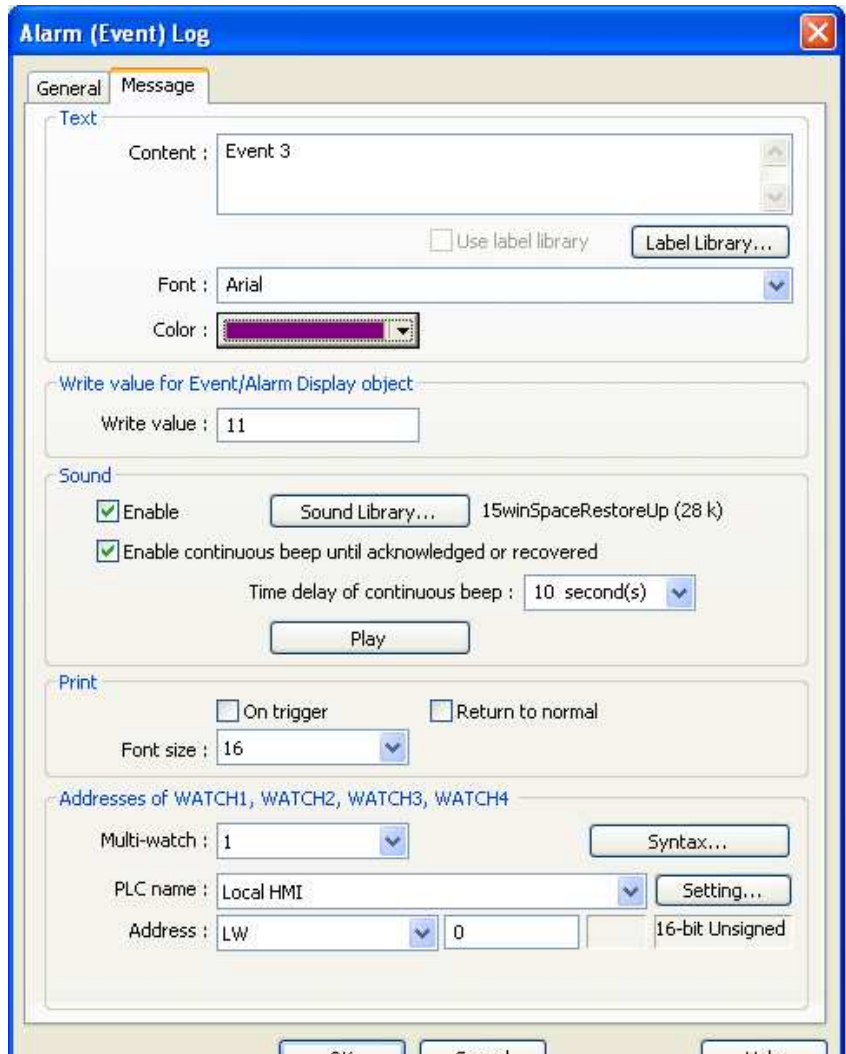 Alarm (Event) Log
General Message
Text
Content : Event 3
Use label library Label Library...
Font : Arial
Color :
Write value for Event/Alarm Display object
Write value : 11
Sound
Enable Sound Library... 15winSpaceRestoreUp (28 k)
Enable continuous beep until acknowledged or recovered
Time delay of continuous beep : 10 second(s)
Play
Print
On trigger Return to normal
Font size : 16
Addresses of WATCH1, WATCH2, WATCH3, WATCH4
Multi-watch : 1 Syntax...
PLC name : Local HMI Setting...
Address : LW 0 16-bit Unsigned